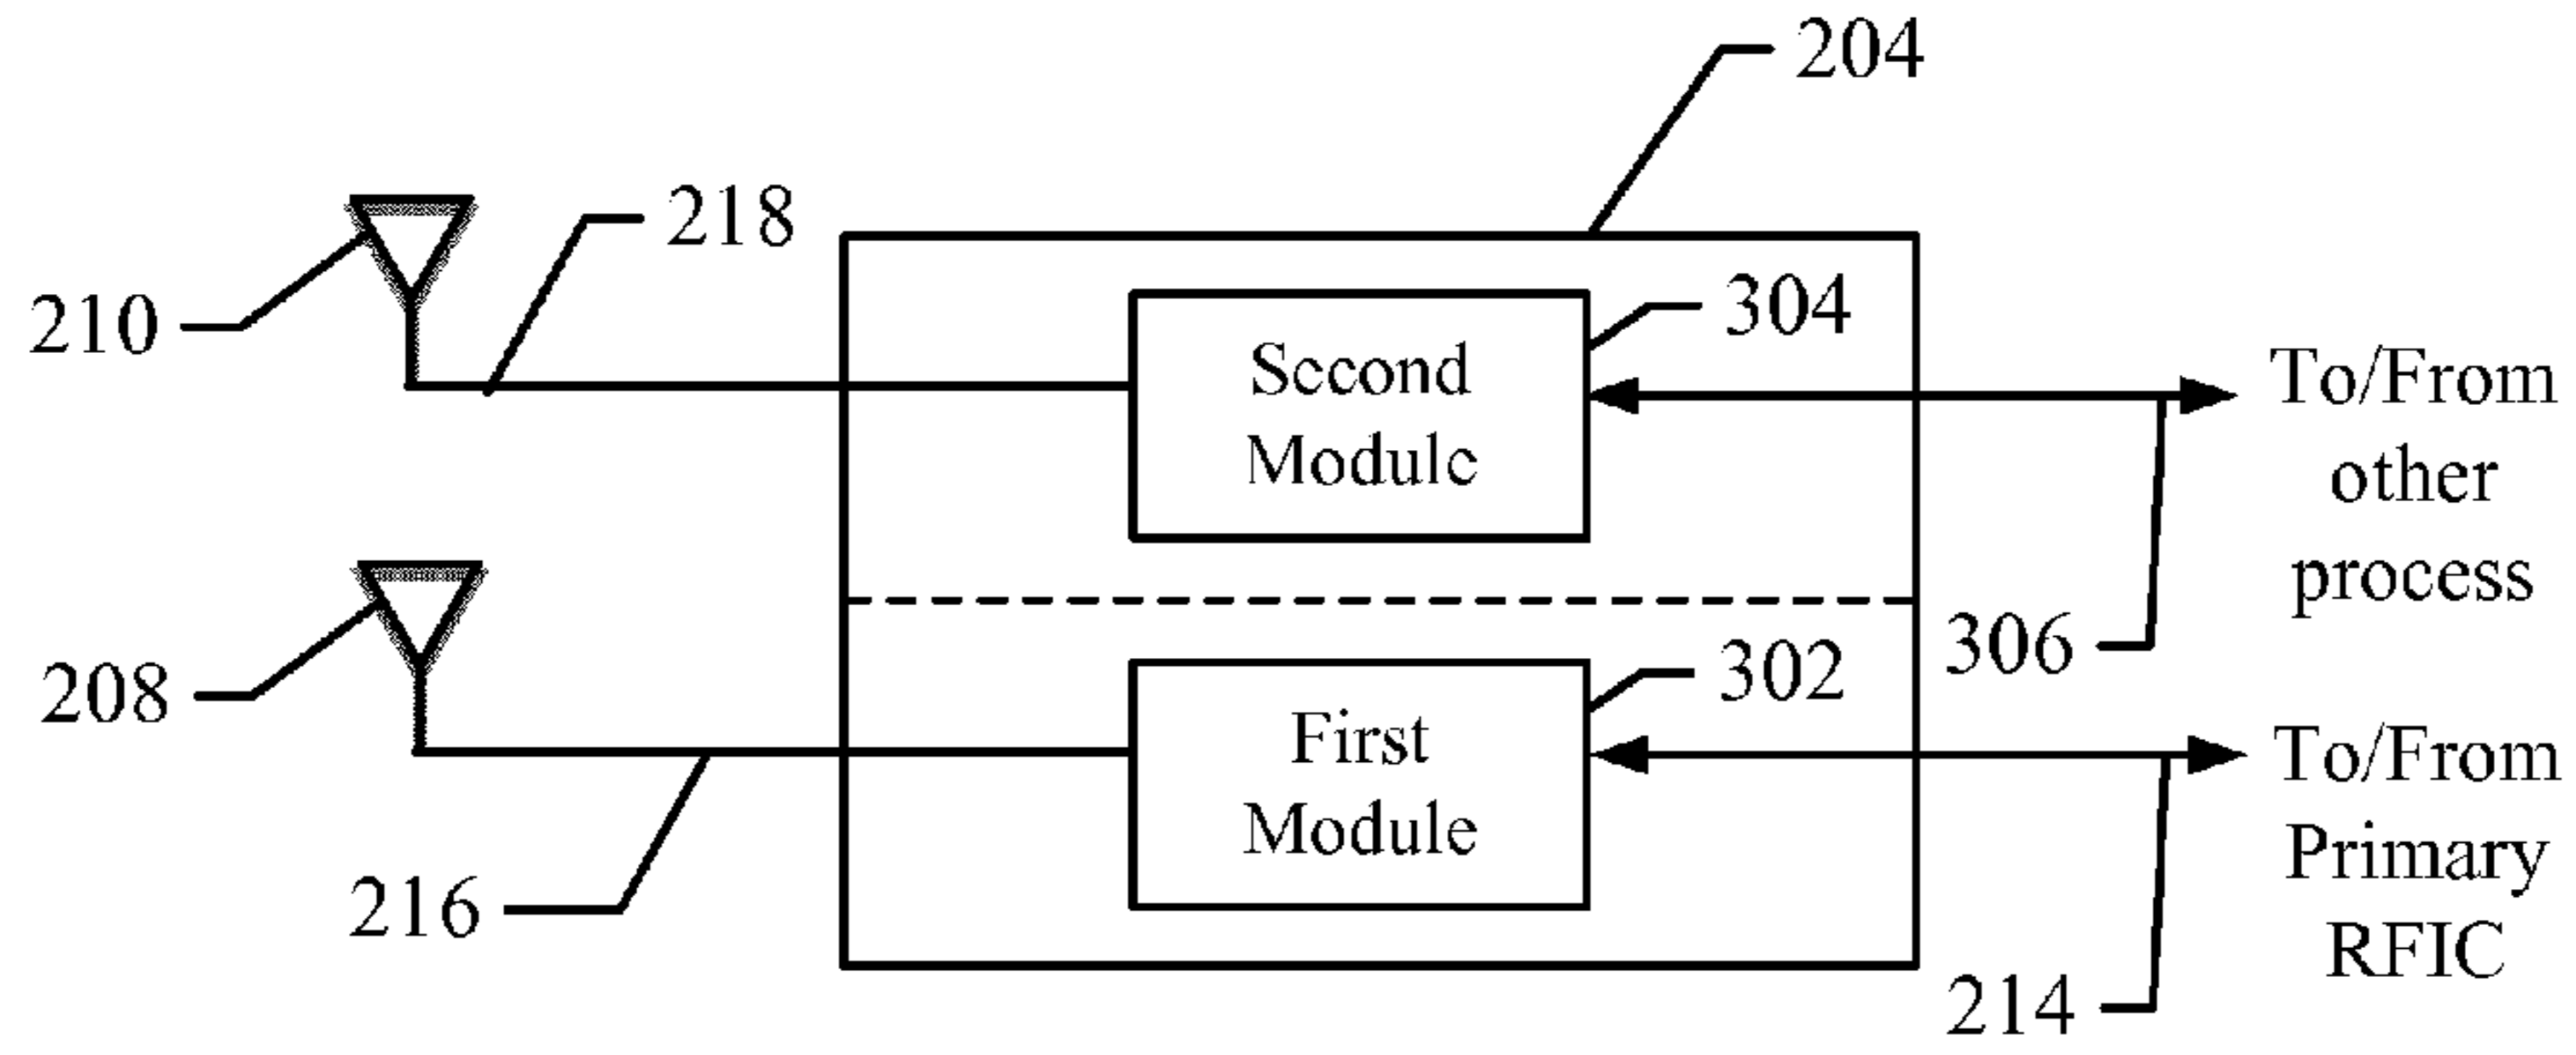 204
218
210
304
Second
Module
To/From
other
process
306
208
302
First
Module
To/From
Primary
RFIC
216
214